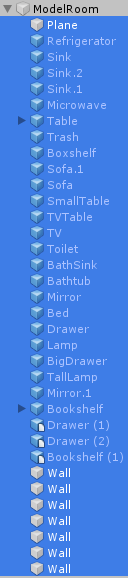 ModelRoom
Plane
Refrigerator
Sink
Sink.2
Sink.1
Microwave
Table
Trash
Boxshelf
Sofa.1
Sofa
SmallTable
TVTable
TV
Toilet
BathSink
Bathtub
Mirror
Bed
Drawer
Lamp
BigDrawer
TallLamp
Mirror.1
Bookshelf
Drawer (1)
Drawer (2)
Bookshelf (1)
Wall
Wall
Wall
Wall
Wall
Wall
Wall